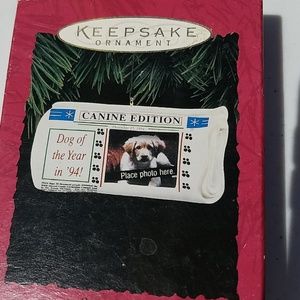 KEEPSAKE
ORNAMENT
CANINE EDITION
Dog of
the Year
in '94!
Place photo here.